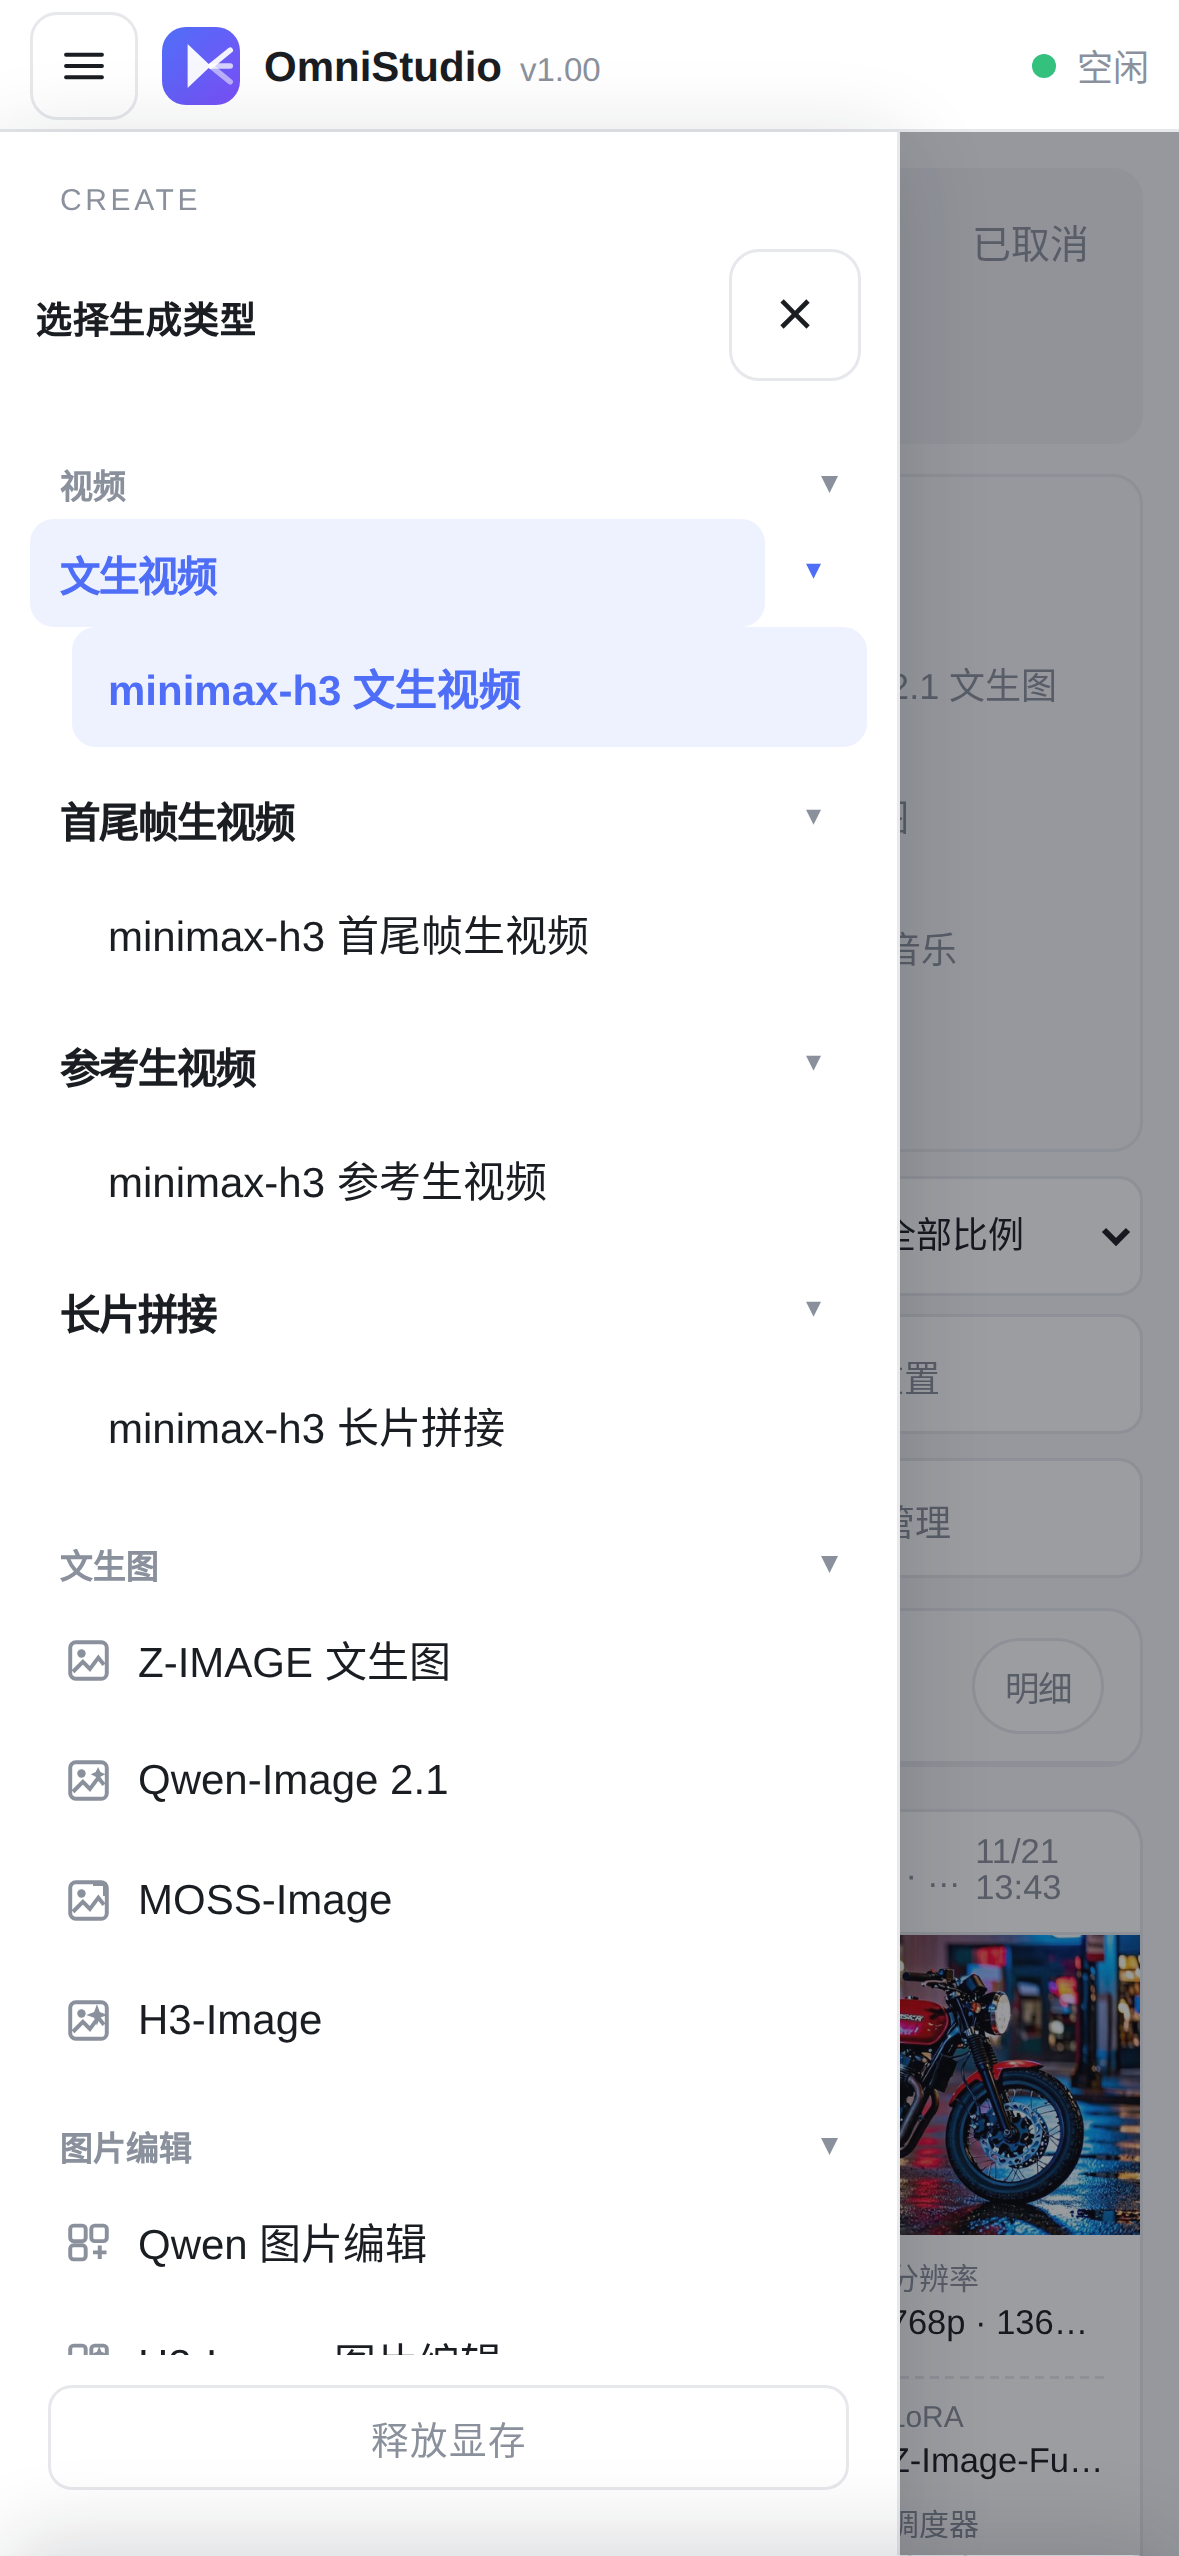 OmniStudio v1.00
空闲
CREATE
选择生成类型
视频
文生视频
minimax-h3 文生视频
首尾帧生视频
minimax-h3 首尾帧生视频
参考生视频
minimax-h3 参考生视频
长片拼接
minimax-h3 长片拼接
文生图
Z-IMAGE 文生图
Qwen-Image 2.1
MOSS-Image
H3-Image
图片编辑
Qwen 图片编辑
释放显存
已取消
2.1 文生图
音乐
全部比例
置
管理
明细
· …
11/21
13:43
分辨率
768p · 136…
LoRA
Z-Image-Fu…
调度器